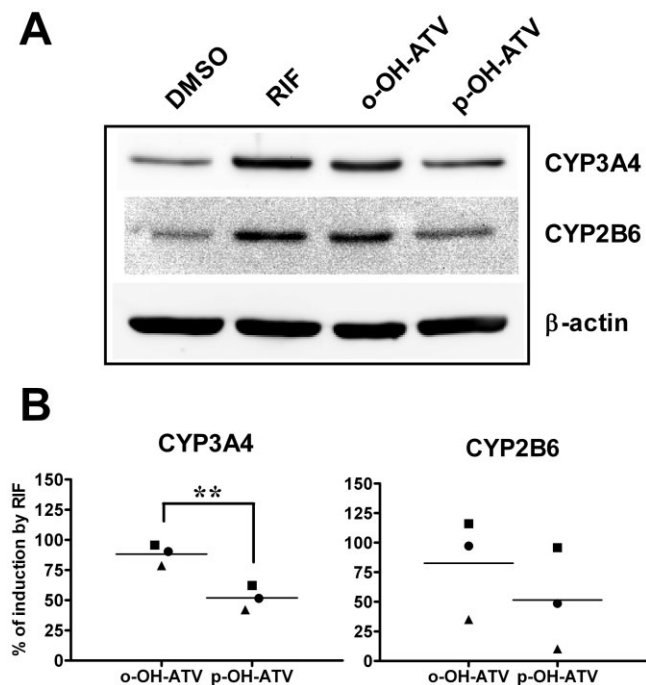 A
DMSO
RIF
o-OH-ATV
p-OH-ATV
CYP3A4
CYP2B6
β-actin
B
CYP3A4
% of induction by RIF
150
125
100
75
50
25
0
**
o-OH-ATV
p-OH-ATV
CYP2B6
150
125
100
75
50
25
0
o-OH-ATV
p-OH-ATV